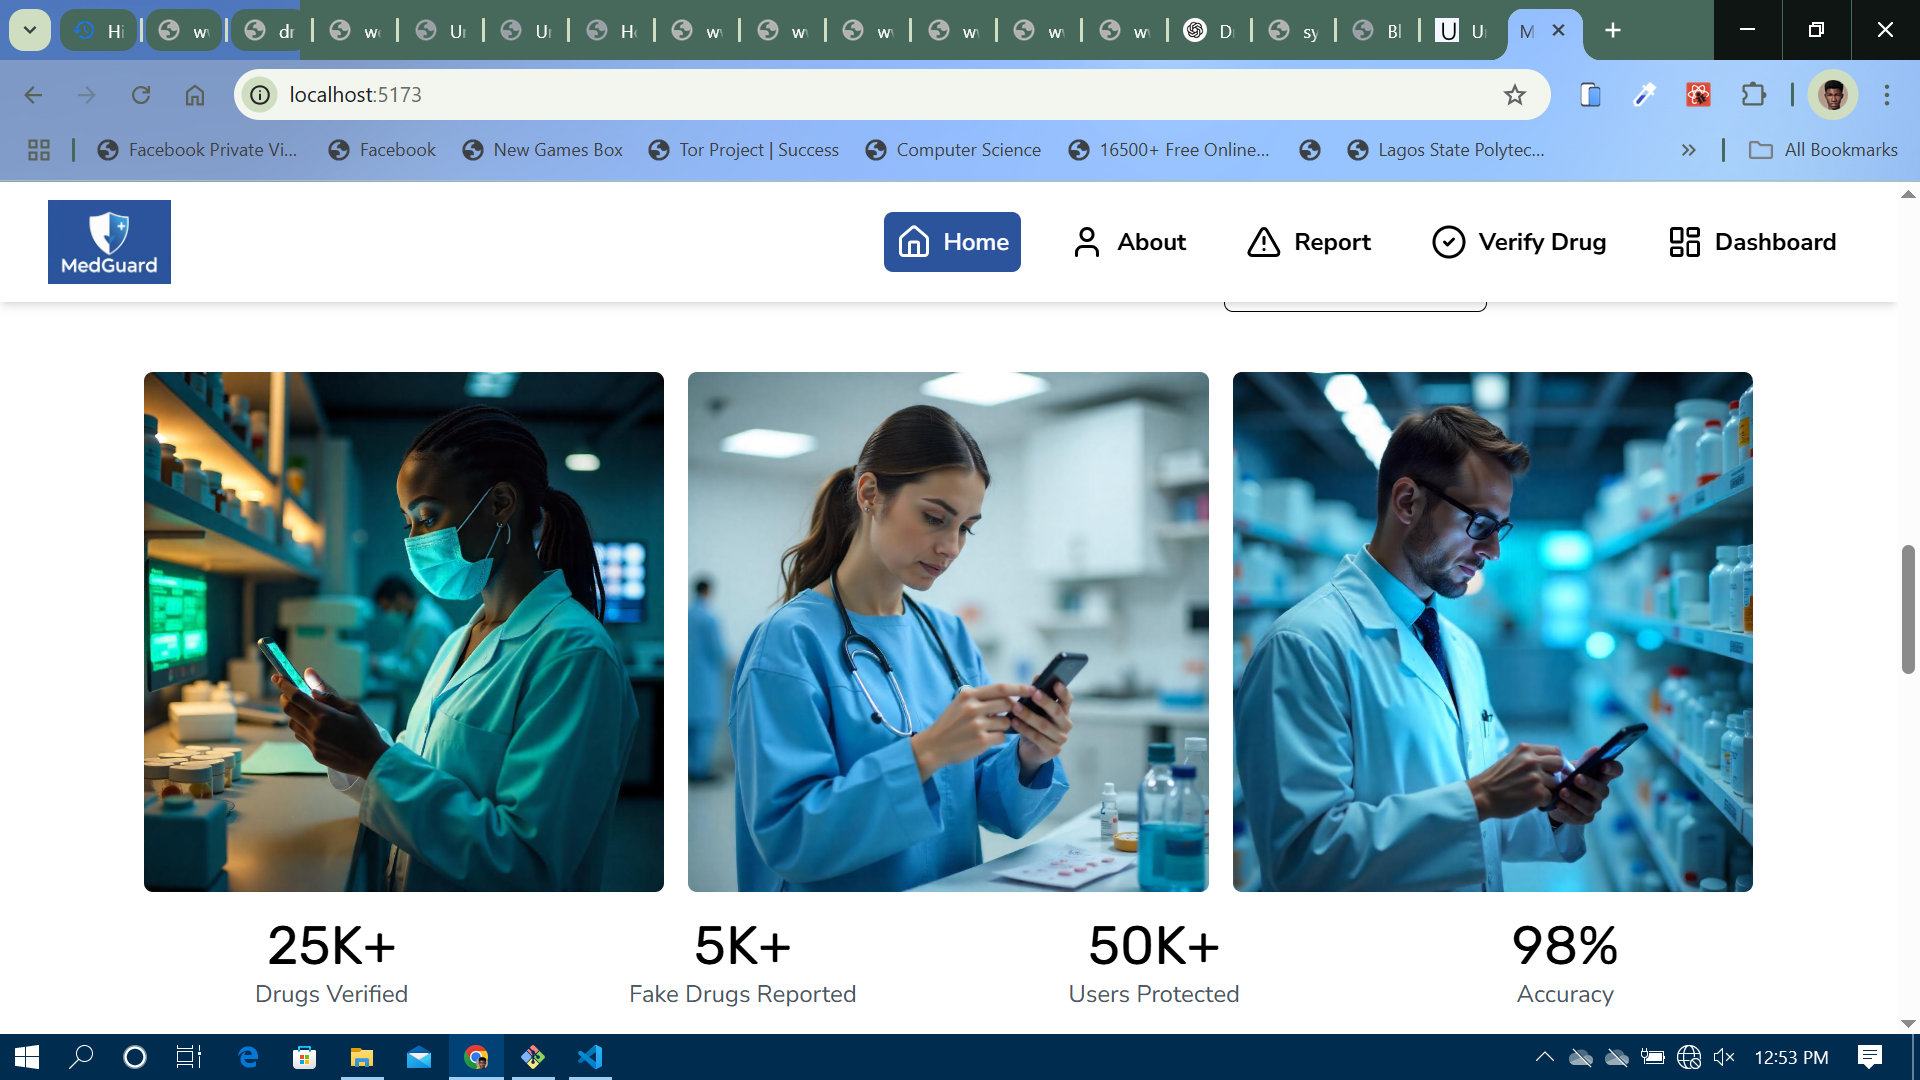 Hi
w
dr
we
Ur
Ur
He
w
w
w
w
w
w
D
sy
Bl
U
M
localhost:5173
Facebook Private Vi...
Facebook
New Games Box
Tor Project | Success
Computer Science
16500+ Free Online...
Lagos State Polytec...
All Bookmarks
MedGuard
Home
About
Report
Verify Drug
Dashboard
25K+
5K+
50K+
98%
Drugs Verified
Fake Drugs Reported
Users Protected
Accuracy
12:53 PM